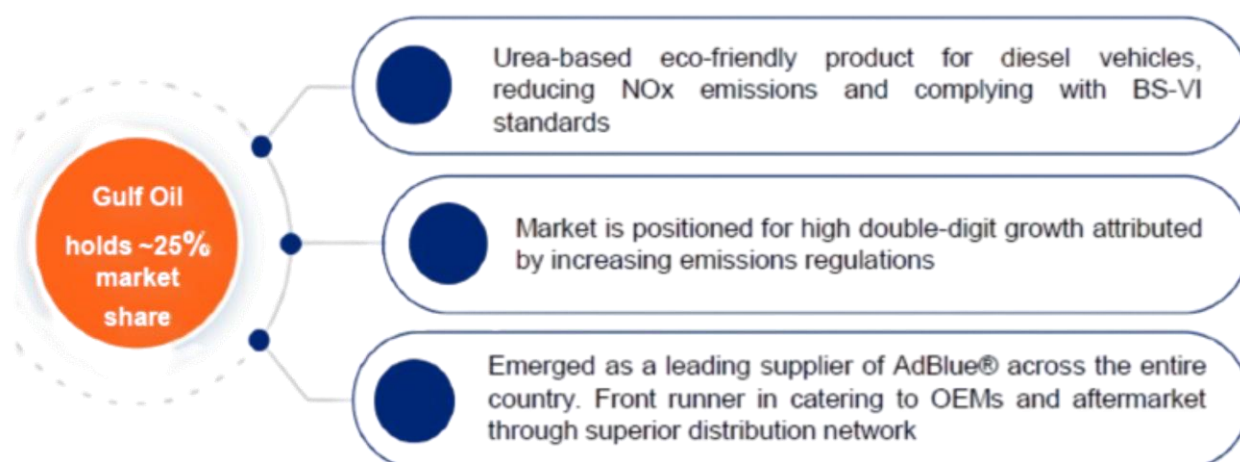 Gulf Oil
holds ~25%
market
share
Urea-based eco-friendly product for diesel vehicles,
reducing NOx emissions and complying with BS-VI
standards
Market is positioned for high double-digit growth attributed
by increasing emissions regulations
Emerged as a leading supplier of AdBlue® across the entire
country. Front runner in catering to OEMs and aftermarket
through superior distribution network